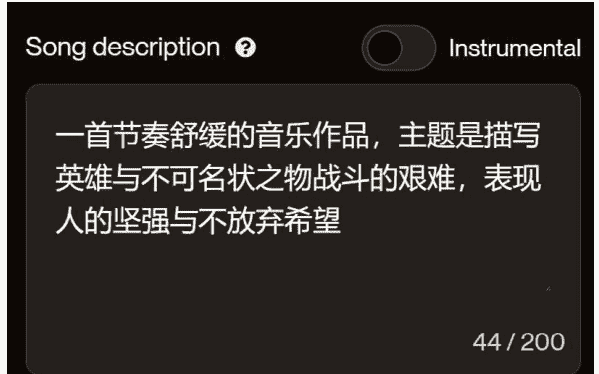 Song description ?
Instrumental
一首节奏舒缓的音乐作品，主题是描写
英雄与不可名状之物战斗的艰难，表现
人的坚强与不放弃希望
44 / 200